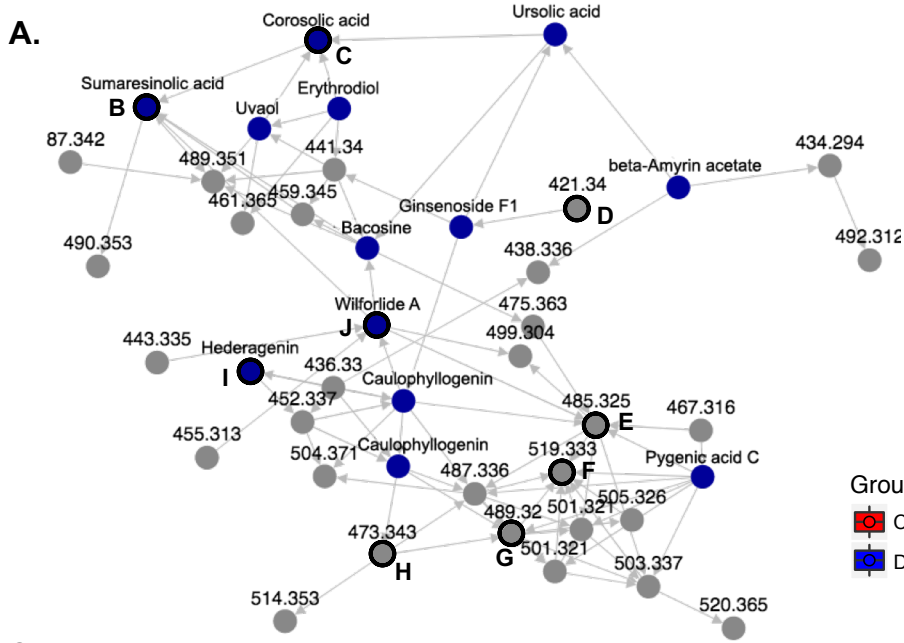 A.
Corosolic acid
Ursolic acid
C
Sumaresinolic acid
B
Uvaol
Erythrodiol
87.342
489.351
441.34
434.294
beta-Amyrin acetate
421.34
461.365
459.345
Ginsenoside F1
D
Bacosine
490.353
438.336
492.312
475.363
Wilforlide A
J
499.304
443.335
Hederagenin
436.33
I
Caulophyllogenin
452.337
485.325
467.316
E
455.313
504.371
Caulophyllogenin
487.336
519.333
F
Pygenic acid C
Grou
489.32
501.321
505.326
C
473.343
G
501.321
H
503.337
D
514.353
520.365